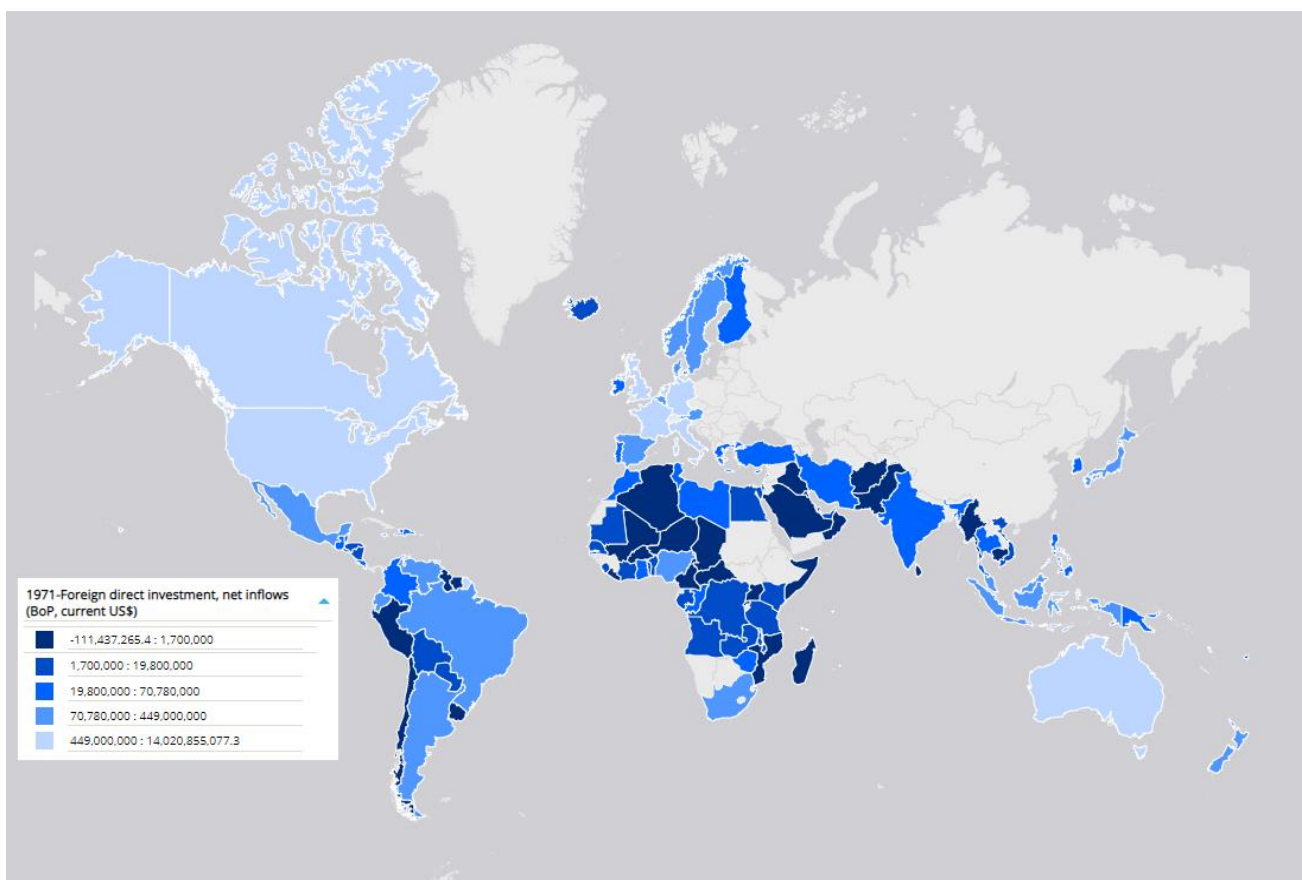 1971-Foreign direct investment, net inflows
(BoP, current US$)
-111,437,265.4 : 1,700,000
1,700,000 : 19,800,000
19,800,000 : 70,780,000
70,780,000 : 449,000,000
449,000,000 : 14,020,855,077.3